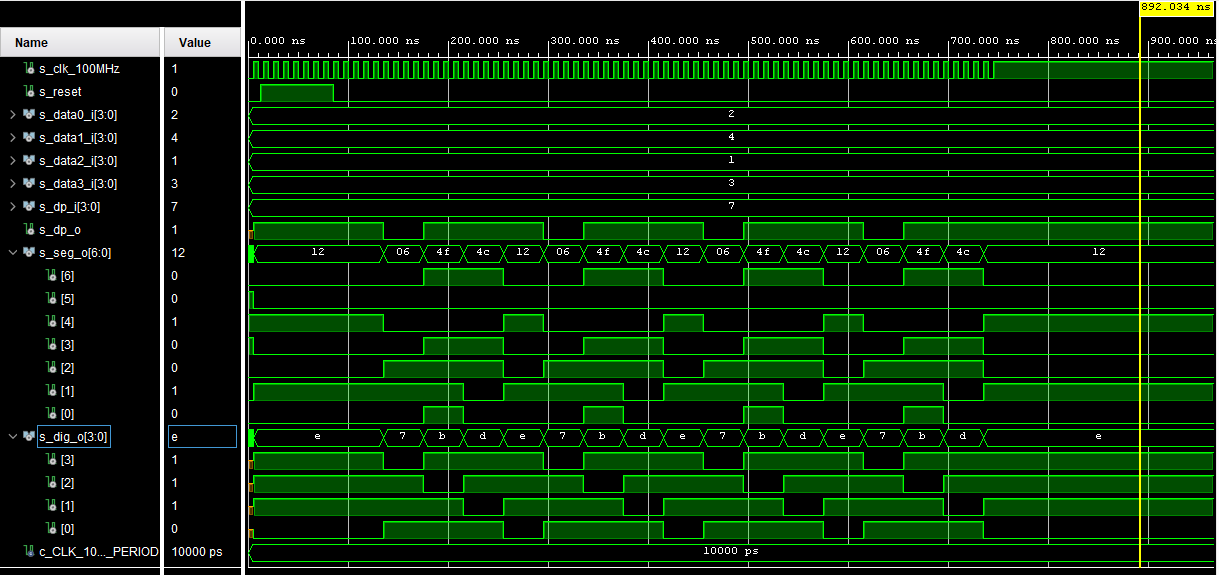 892.034 ns
Name Value
0.000 ns 100.000 ns 200.000 ns 300.000 ns 400.000 ns 500.000 ns 600.000 ns 700.000 ns 800.000 ns 900.000 ns
s_clk_100MHz 1
s_reset 0
s_data0_i[3:0] 2 2
s_data1_i[3:0] 4 4
s_data2_i[3:0] 1 1
s_data3_i[3:0] 3 3
s_dp_i[3:0] 7 7
s_dp_o 1
s_seg_o[6:0] 12 12 06 4f 4c 12 06 4f 4c 12 06 4f 4c 12 06 4f 4c 12
[6] 0
[5] 0
[4] 1
[3] 0
[2] 0
[1] 1
[0] 0
s_dig_o[3:0] e e 7 b d e 7 b d e 7 b d e 7 b d e
[3] 1
[2] 1
[1] 1
[0] 0
c_CLK_10..._PERIOD 10000 ps 10000 ps